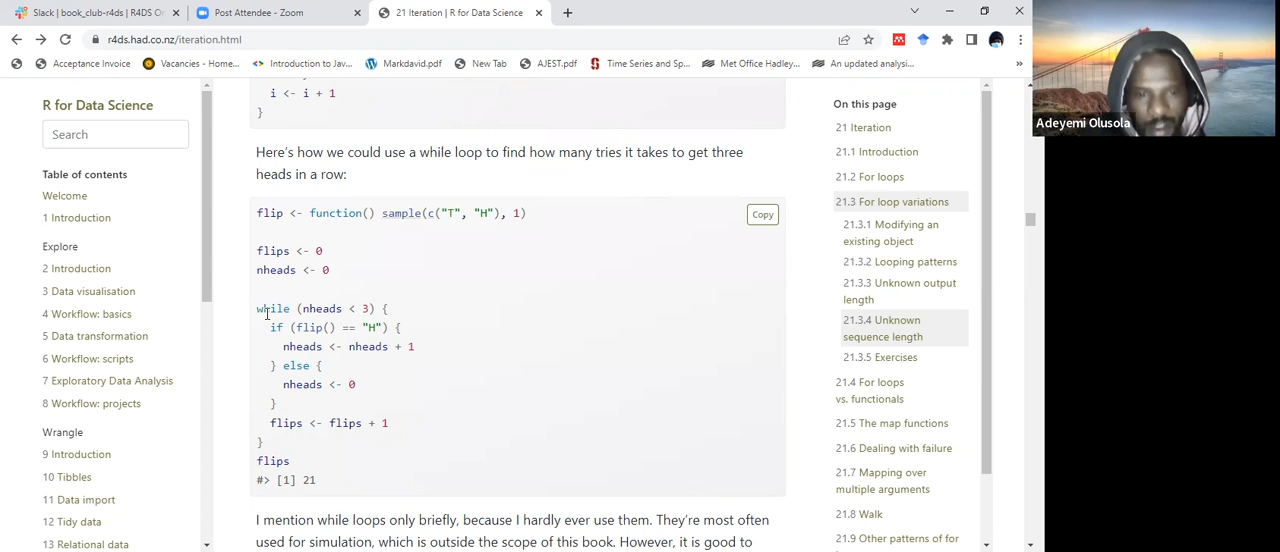 Slack | book_club-r4ds | R4DS On
Post Attendee - Zoom
21 Iteration | R for Data Science
r4ds.had.co.nz/iteration.html
Acceptance Invoice
Vacancies - Home...
Introduction to Jav...
Markdavid.pdf
New Tab
AJEST.pdf
Time Series and Sp...
Met Office Hadley...
An updated analysi...
»
R for Data Science
Search
Table of contents
Welcome
1 Introduction
Explore
2 Introduction
3 Data visualisation
4 Workflow: basics
5 Data transformation
6 Workflow: scripts
7 Exploratory Data Analysis
8 Workflow: projects
Wrangle
9 Introduction
10 Tibbles
11 Data import
12 Tidy data
13 Relational data
i <- i + 1
}
Here's how we could use a while loop to find how many tries it takes to get three
heads in a row:
Copy
flip <- function() sample(c("T", "H"), 1)
flips <- 0
nheads <- 0
while (nheads < 3) {
if (flip() == "H") {
nheads <- nheads + 1
} else {
nheads <- 0
}
flips <- flips + 1
}
flips
#> [1] 21
I mention while loops only briefly, because I hardly ever use them. They're most often
used for simulation, which is outside the scope of this book. However, it is good to
On this page
21 Iteration
21.1 Introduction
21.2 For loops
21.3 For loop variations
21.3.1 Modifying an
existing object
21.3.2 Looping patterns
21.3.3 Unknown output
length
21.3.4 Unknown
sequence length
21.3.5 Exercises
21.4 For loops
vs. functionals
21.5 The map functions
21.6 Dealing with failure
21.7 Mapping over
multiple arguments
21.8 Walk
21.9 Other patterns of for
Adeyemi Olusola